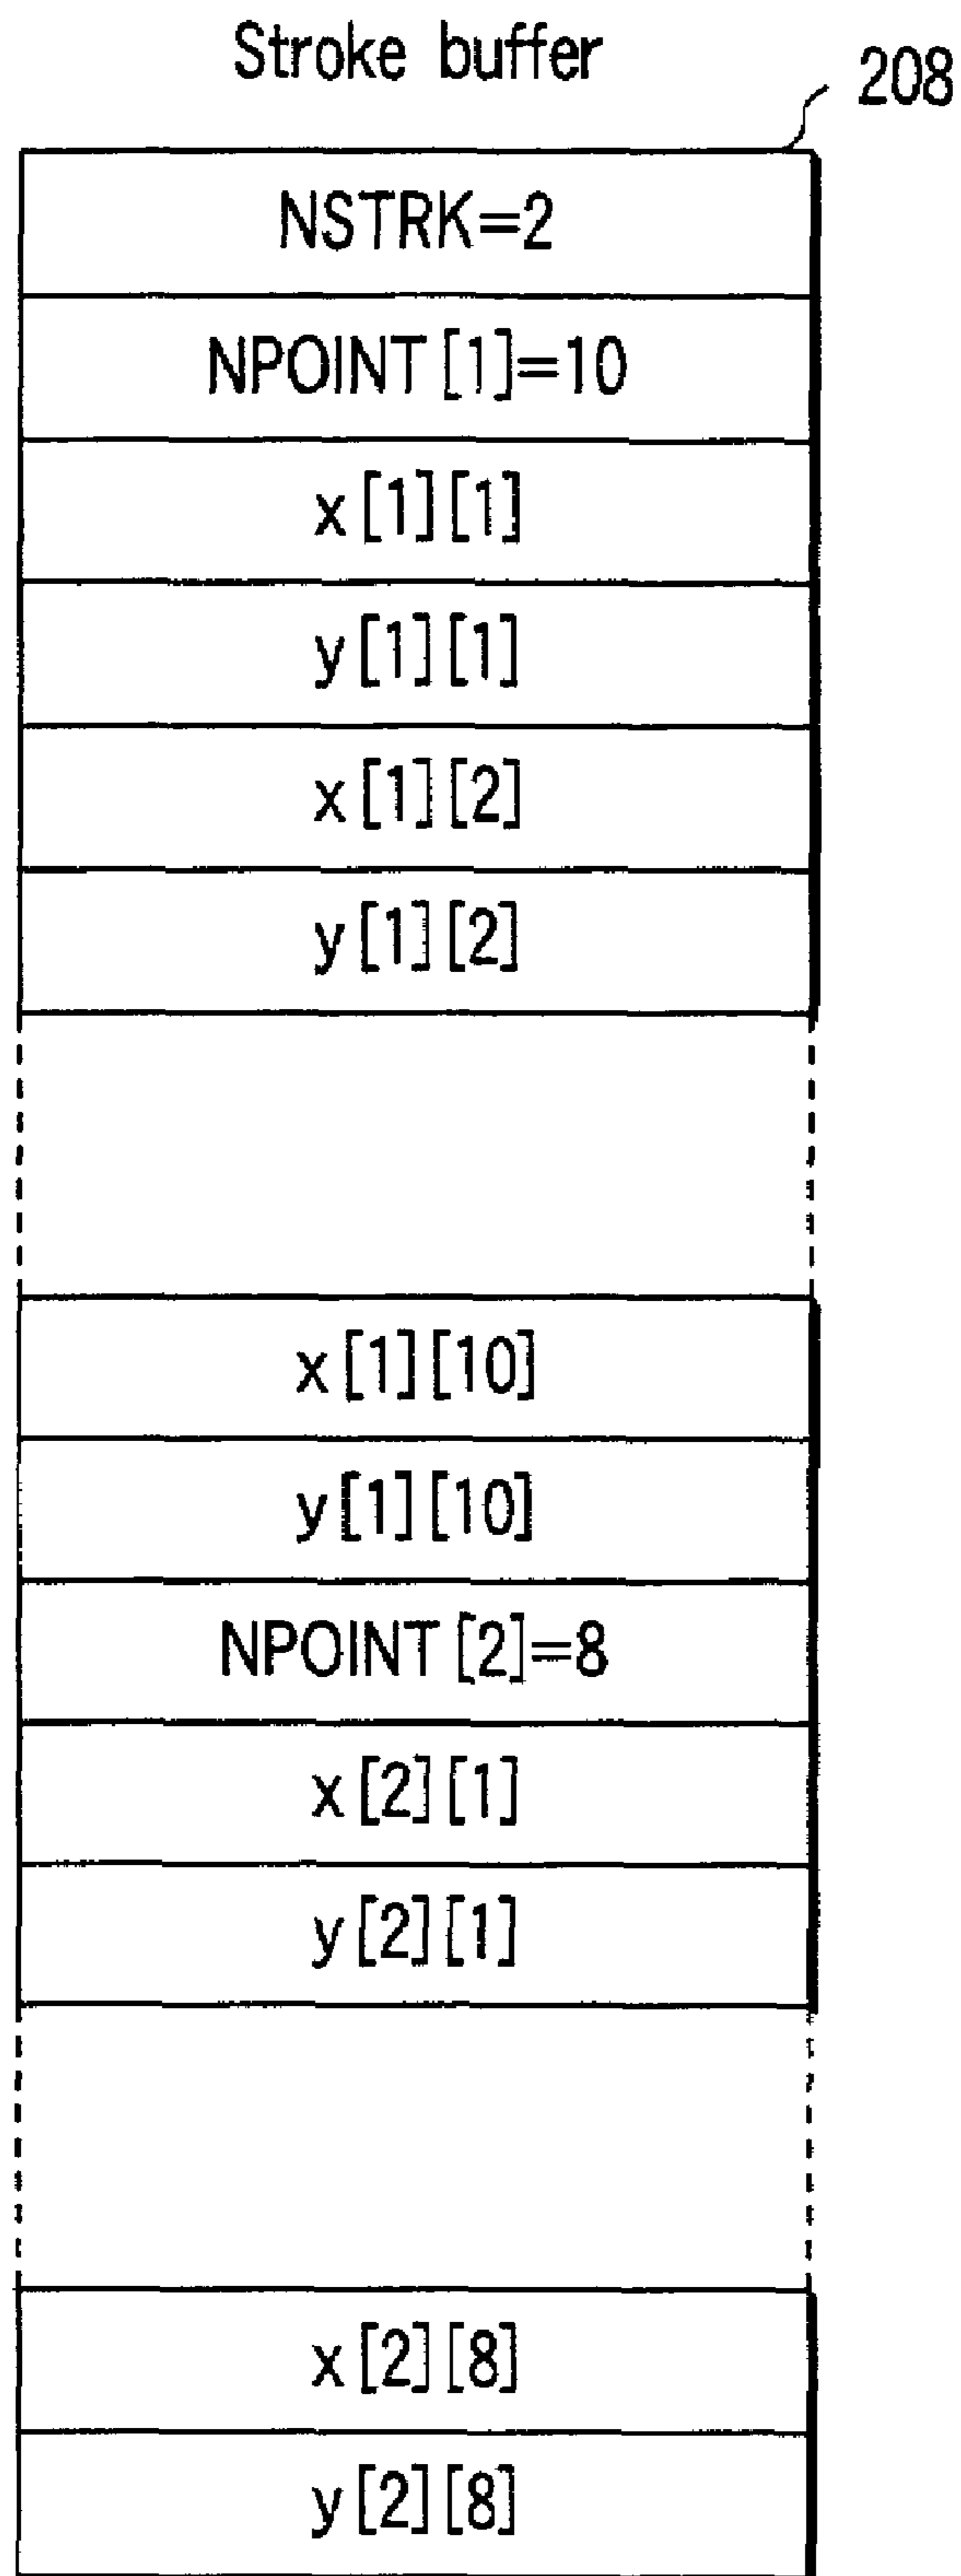 Stroke buffer
208
NSTRK=2
NPOINT[1]=10
x[1][1]
y[1][1]
x[1][2]
y[1][2]
x[1][10]
y[1][10]
NPOINT[2]=8
x[2][1]
y[2][1]
x[2][8]
y[2][8]